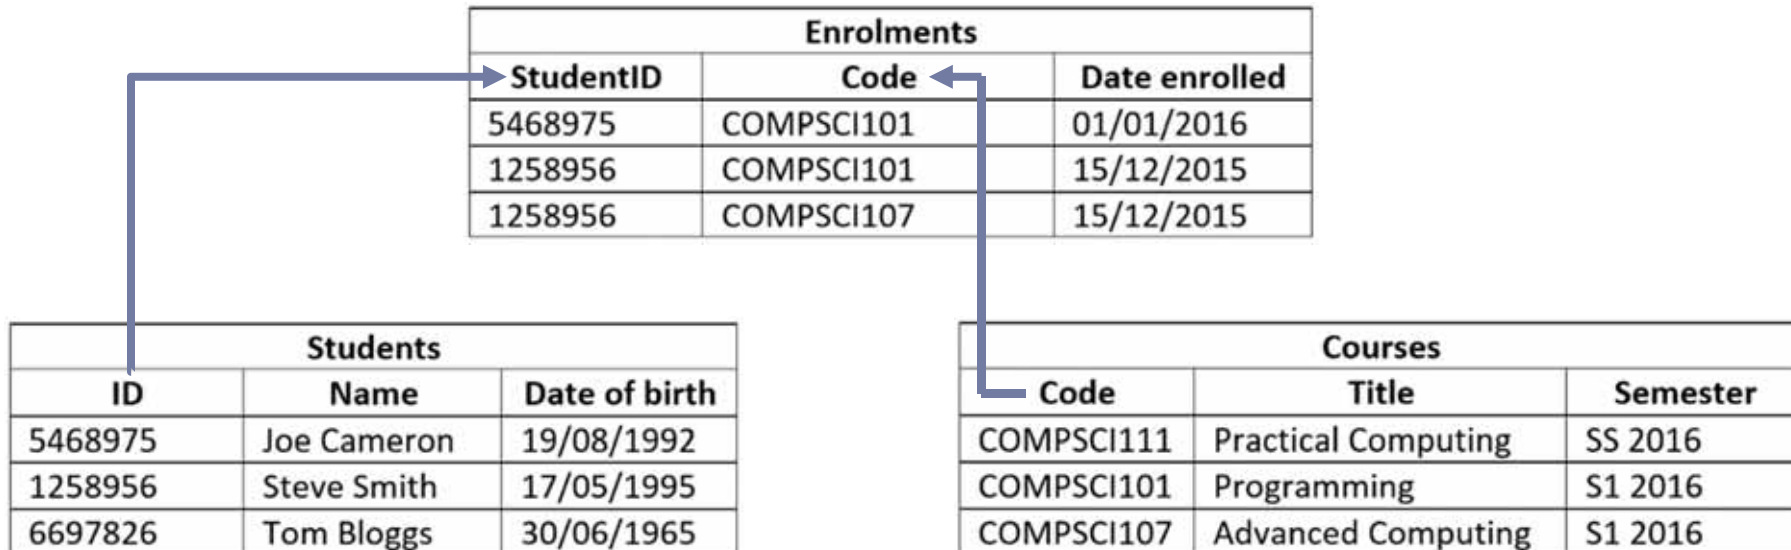 Enrolments
StudentID Code Date enrolled
5468975 COMPSCI101 01/01/2016
1258956 COMPSCI101 15/12/2015
1258956 COMPSCI107 15/12/2015
Students
ID Name Date of birth
5468975 Joe Cameron 19/08/1992
1258956 Steve Smith 17/05/1995
6697826 Tom Bloggs 30/06/1965
Courses
Code Title Semester
COMPSCI111 Practical Computing SS 2016
COMPSCI101 Programming S1 2016
COMPSCI107 Advanced Computing S1 2016